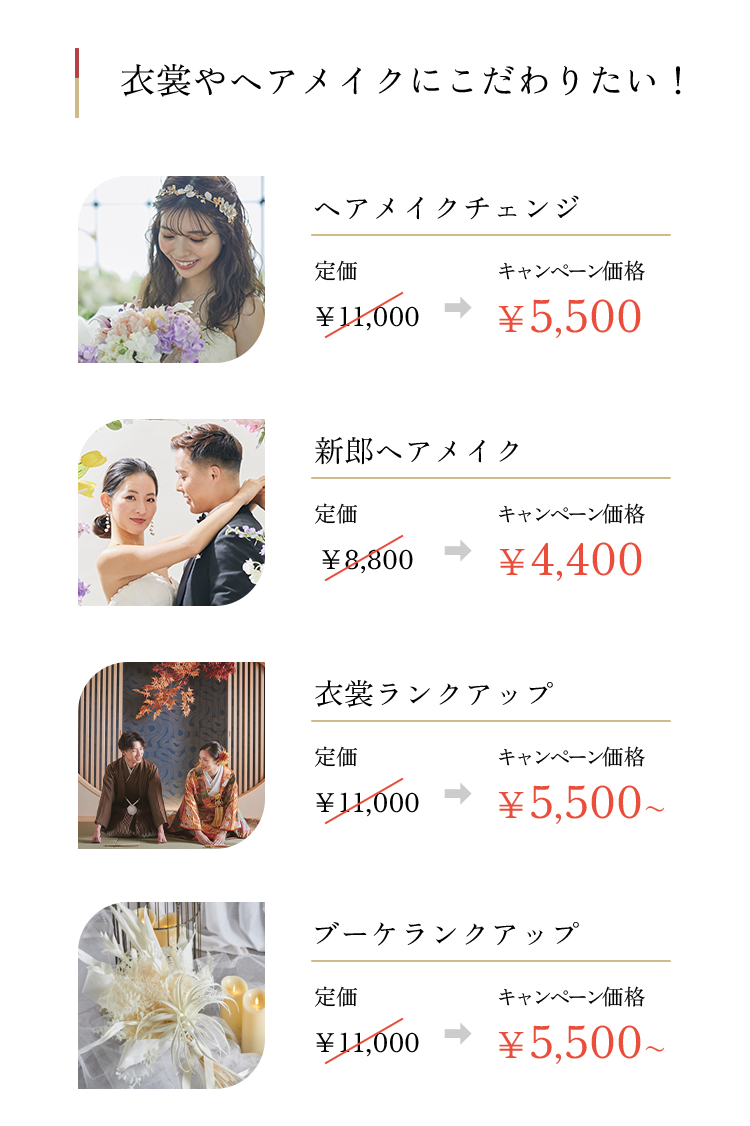 衣裳やヘアメイクにこだわりたい！
ヘアメイクチェンジ
定価
キャンペーン価格
¥11,000
¥5,500
新郎ヘアメイク
定価
キャンペーン価格
¥8,800
¥4,400
衣裳ランクアップ
定価
キャンペーン価格
¥11,000
¥5,500～
ブーケランクアップ
定価
キャンペーン価格
¥11,000
¥5,500～